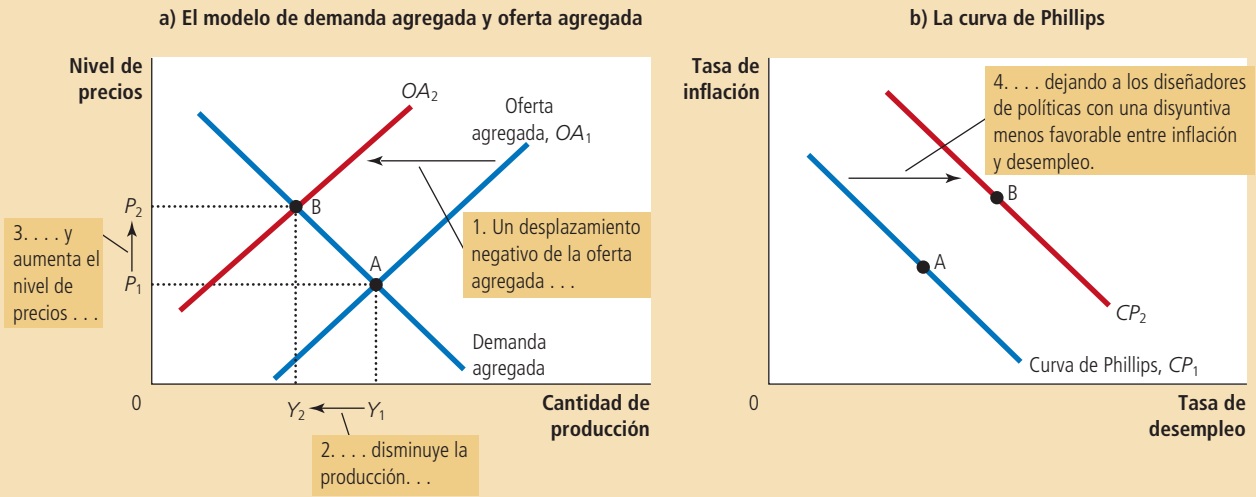 a) El modelo de demanda agregada y oferta agregada
Nivel de
precios
OA2
Oferta
agregada, OA1
P2
B
3. . . . y
aumenta el
nivel de
precios . . .
P1
A
1. Un desplazamiento
negativo de la oferta
agregada . . .
Demanda
agregada
0
Y2
Y1
Cantidad de
producción
2. . . . disminuye la
producción. . .
b) La curva de Phillips
Tasa de
inflación
4. . . . dejando a los diseñadores
de políticas con una disyuntiva
menos favorable entre inflación
y desempleo.
B
A
CP2
Curva de Phillips, CP1
0
Tasa de
desempleo